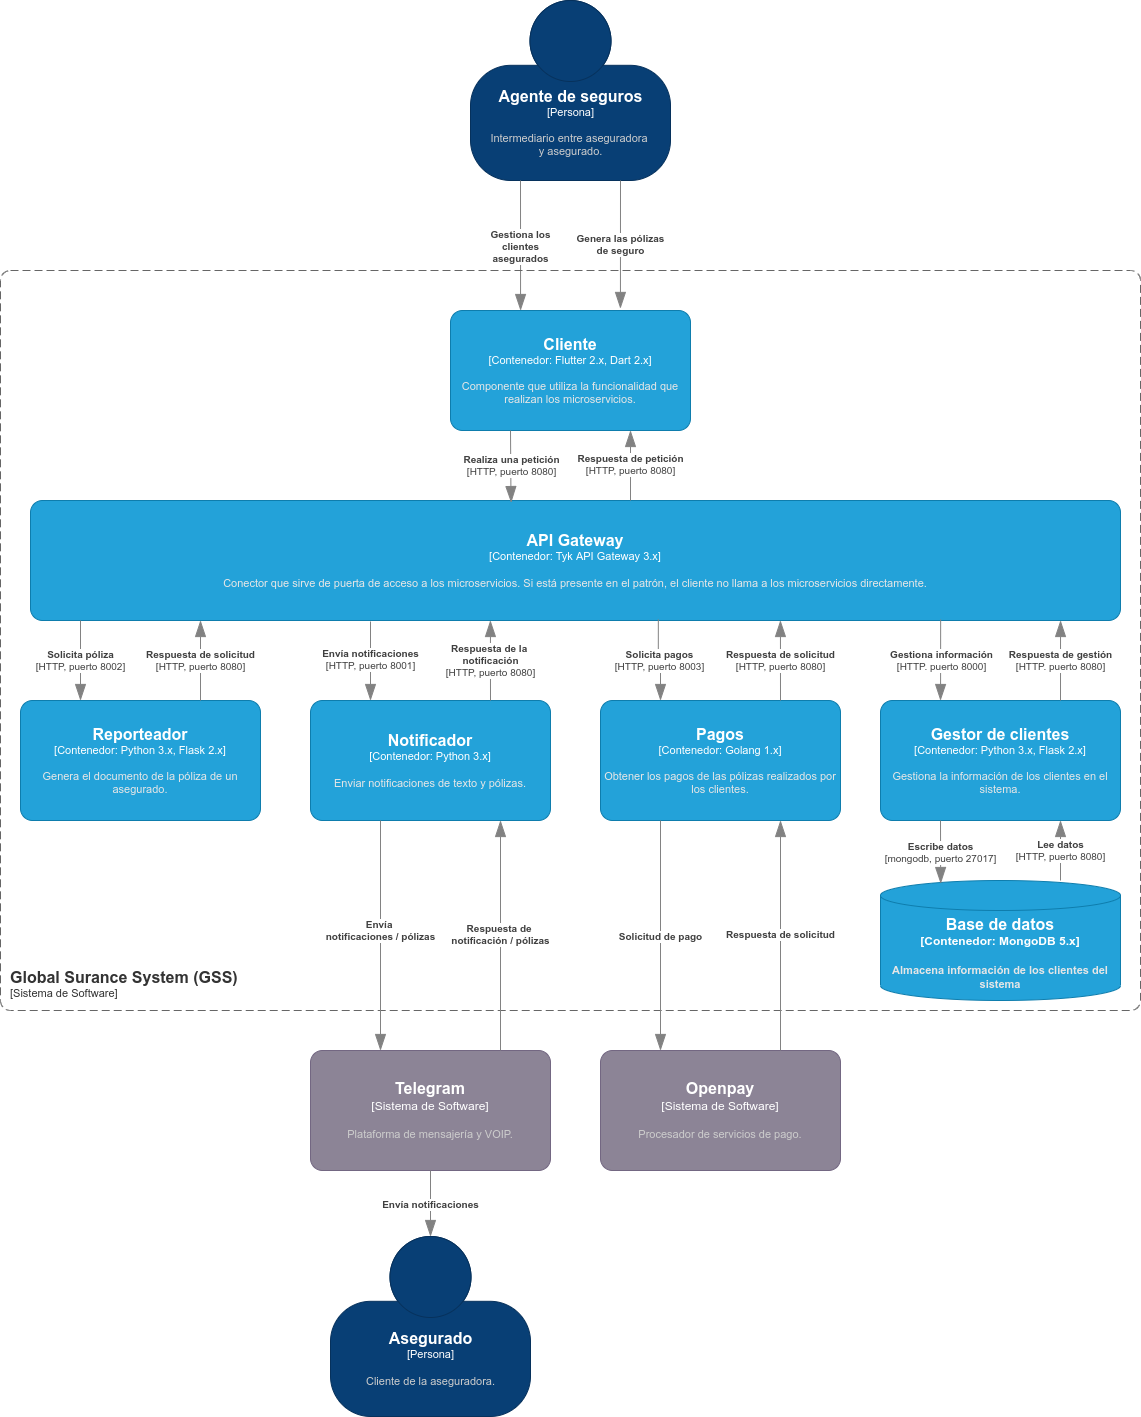 Agente de seguros
[Persona]
Intermediario entre aseguradora
y asegurado.
Gestiona los
clientes
asegurados
Genera las pólizas
de seguro
Cliente
[Contenedor: Flutter 2.x, Dart 2.x]
Componente que utiliza la funcionalidad que
realizan los microservicios.
Realiza una petición
[HTTP, puerto 8080]
Respuesta de petición
[HTTP, puerto 8080]
API Gateway
[Contenedor: Tyk API Gateway 3.x]
Conector que sirve de puerta de acceso a los microservicios. Si está presente en el patrón, el cliente no llama a los microservicios directamente.
Solicita póliza
[HTTP, puerto 8002]
Respuesta de solicitud
[HTTP, puerto 8080]
Envía notificaciones
[HTTP, puerto 8001]
Respuesta de la
notificación
[HTTP, puerto 8080]
Solicita pagos
[HTTP, puerto 8003]
Respuesta de solicitud
[HTTP, puerto 8080]
Gestiona información
[HTTP, puerto 8000]
Respuesta de gestión
[HTTP. puerto 8080]
Reporteador
[Contenedor: Python 3.x, Flask 2.x]
Genera el documento de la póliza de un
asegurado.
Notificador
[Contenedor: Python 3.x]
Enviar notificaciones de texto y pólizas.
Pagos
[Contenedor: Golang 1.x]
Obtener los pagos de las pólizas realizados por
los clientes.
Gestor de clientes
[Contenedor: Python 3.x, Flask 2.x]
Gestiona la información de los clientes en el
sistema.
Escribe datos
[mongodb, puerto 27017]
Lee datos
[HTTP, puerto 8080]
Envía
notificaciones / pólizas
Respuesta de
notificación / pólizas
Solicitud de pago
Respuesta de solicitud
Base de datos
[Contenedor: MongoDB 5.x]
Almacena información de los clientes del
sistema
Global Surance System (GSS)
[Sistema de Software]
Telegram
[Sistema de Software]
Plataforma de mensajería y VOIP.
Openpay
[Sistema de Software]
Procesador de servicios de pago.
Envía notificaciones
Asegurado
[Persona]
Cliente de la aseguradora.